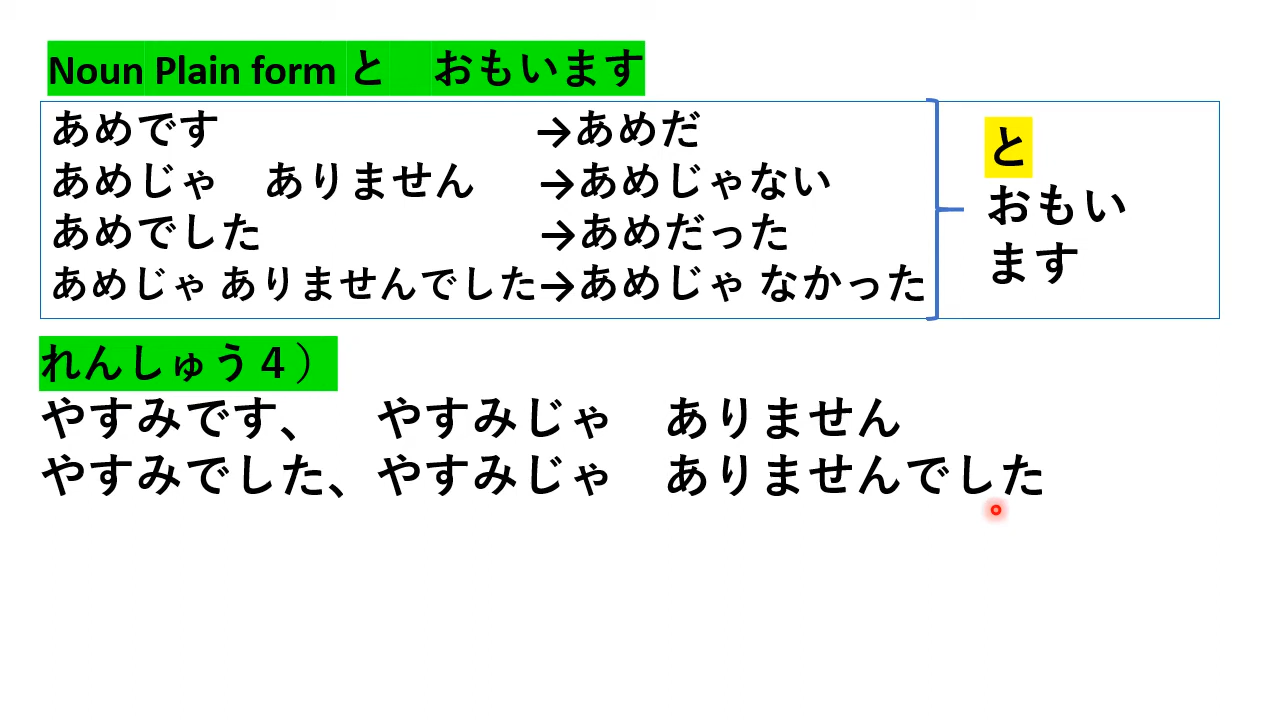 Noun Plain form と　おもいます
あめです →あめだ
あめじゃ　ありません →あめじゃない
あめでした →あめだった
あめじゃ ありませんでした→あめじゃ なかった
と
おもい
ます
れんしゅう４）
やすみです、　やすみじゃ　ありません
やすみでした、やすみじゃ　ありませんでした